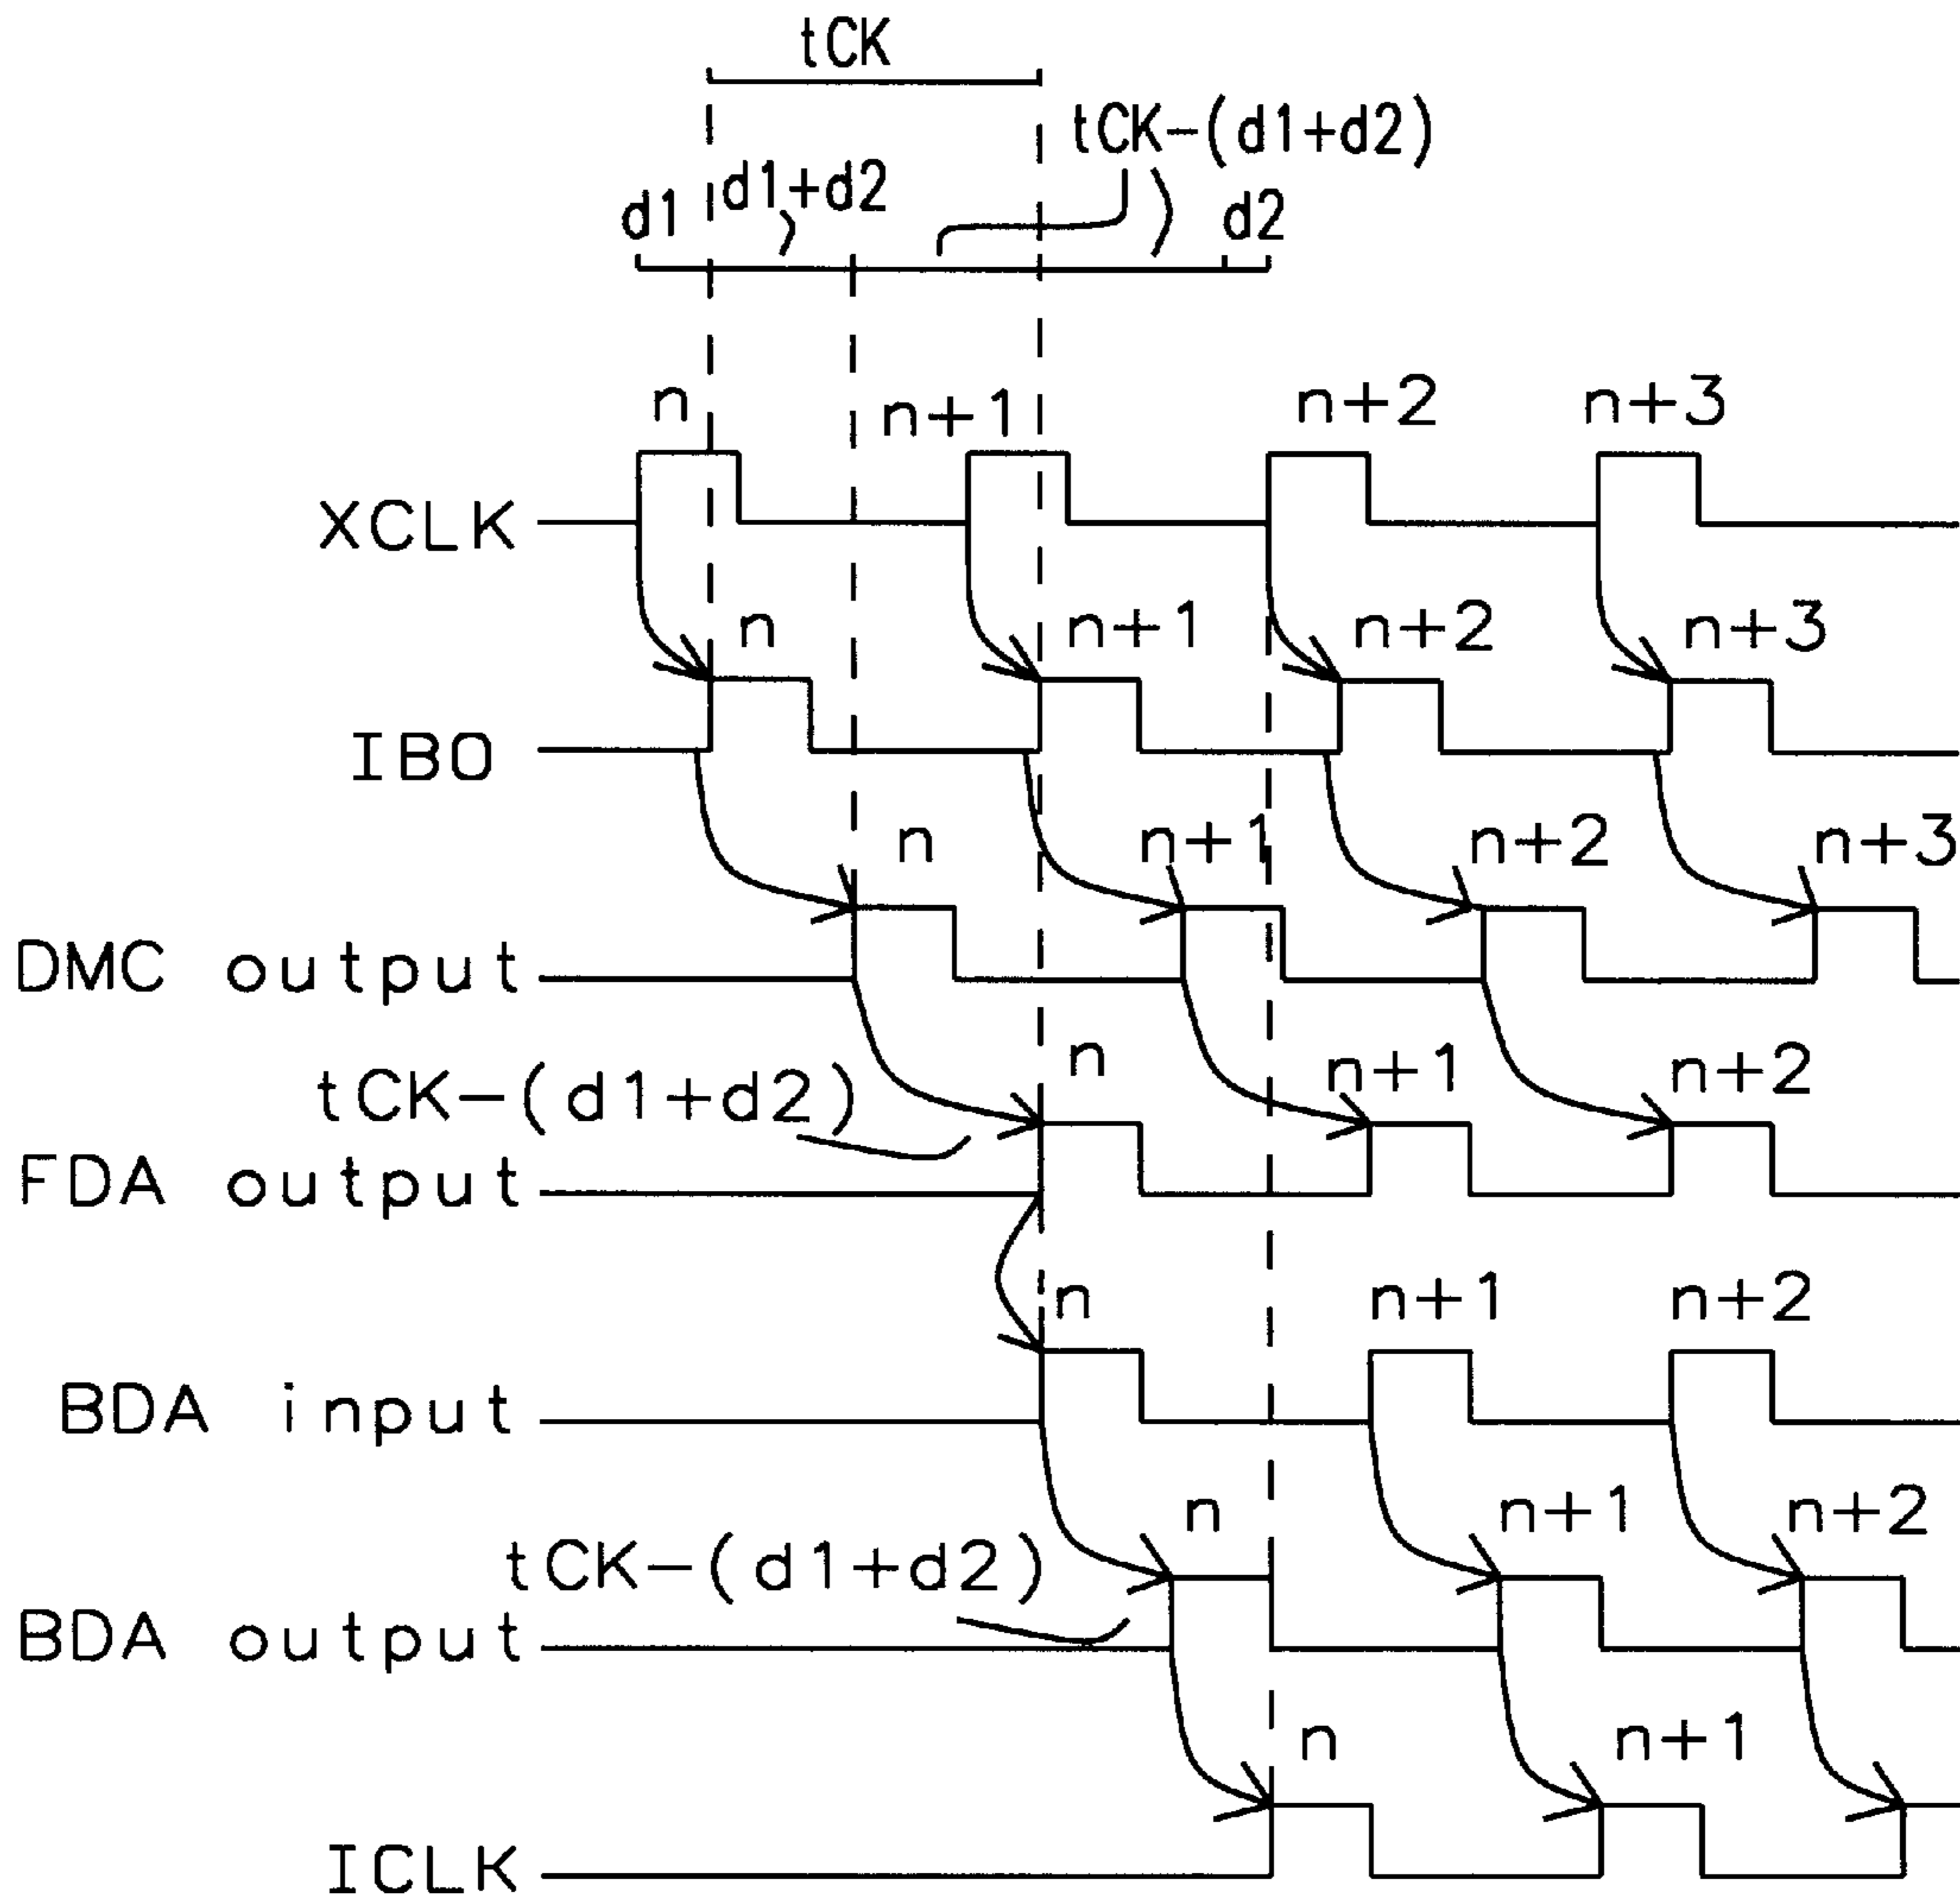 tCK
tCK-(d1+d2)
d1 d1+d2 d2
n n+1 n+2 n+3
XCLK
n n+1 n+2 n+3
IBO
n n+1 n+2 n+3
DMC output
n n+1 n+2
tCK-(d1+d2)
FDA output
n n+1 n+2
BDA input
n n+1 n+2
tCK-(d1+d2)
BDA output
n n+1
ICLK